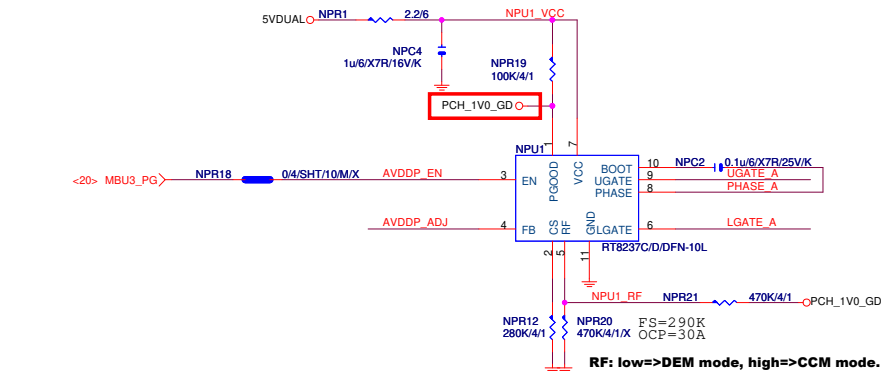 5VDUAL NPR1 2.2/6 NPU1_VCC
NPC4
1u/6/X7R/16V/K
NPR19
100K/4/1
PCH_1V0_GD
NPU1
1 7
<20> MBU3_PG NPR18 0/4/SHT/10/M/X AVDDP_EN 3 EN
PGOOD VCC
BOOT 10 NPC2 0.1u/6/X7R/25V/K
UGATE 9 UGATE_A
PHASE 8 PHASE_A
AVDDP_ADJ 4 FB CS RF GND LGATE 6 LGATE_A
RT8237C/D/DFN-10L
2 5 11
NPU1_RF NPR21 470K/4/1 PCH_1V0_GD
NPR12
280K/4/1
NPR20
470K/4/1/X
FS=290K
OCP=30A
RF: low=>DEM mode, high=>CCM mode.